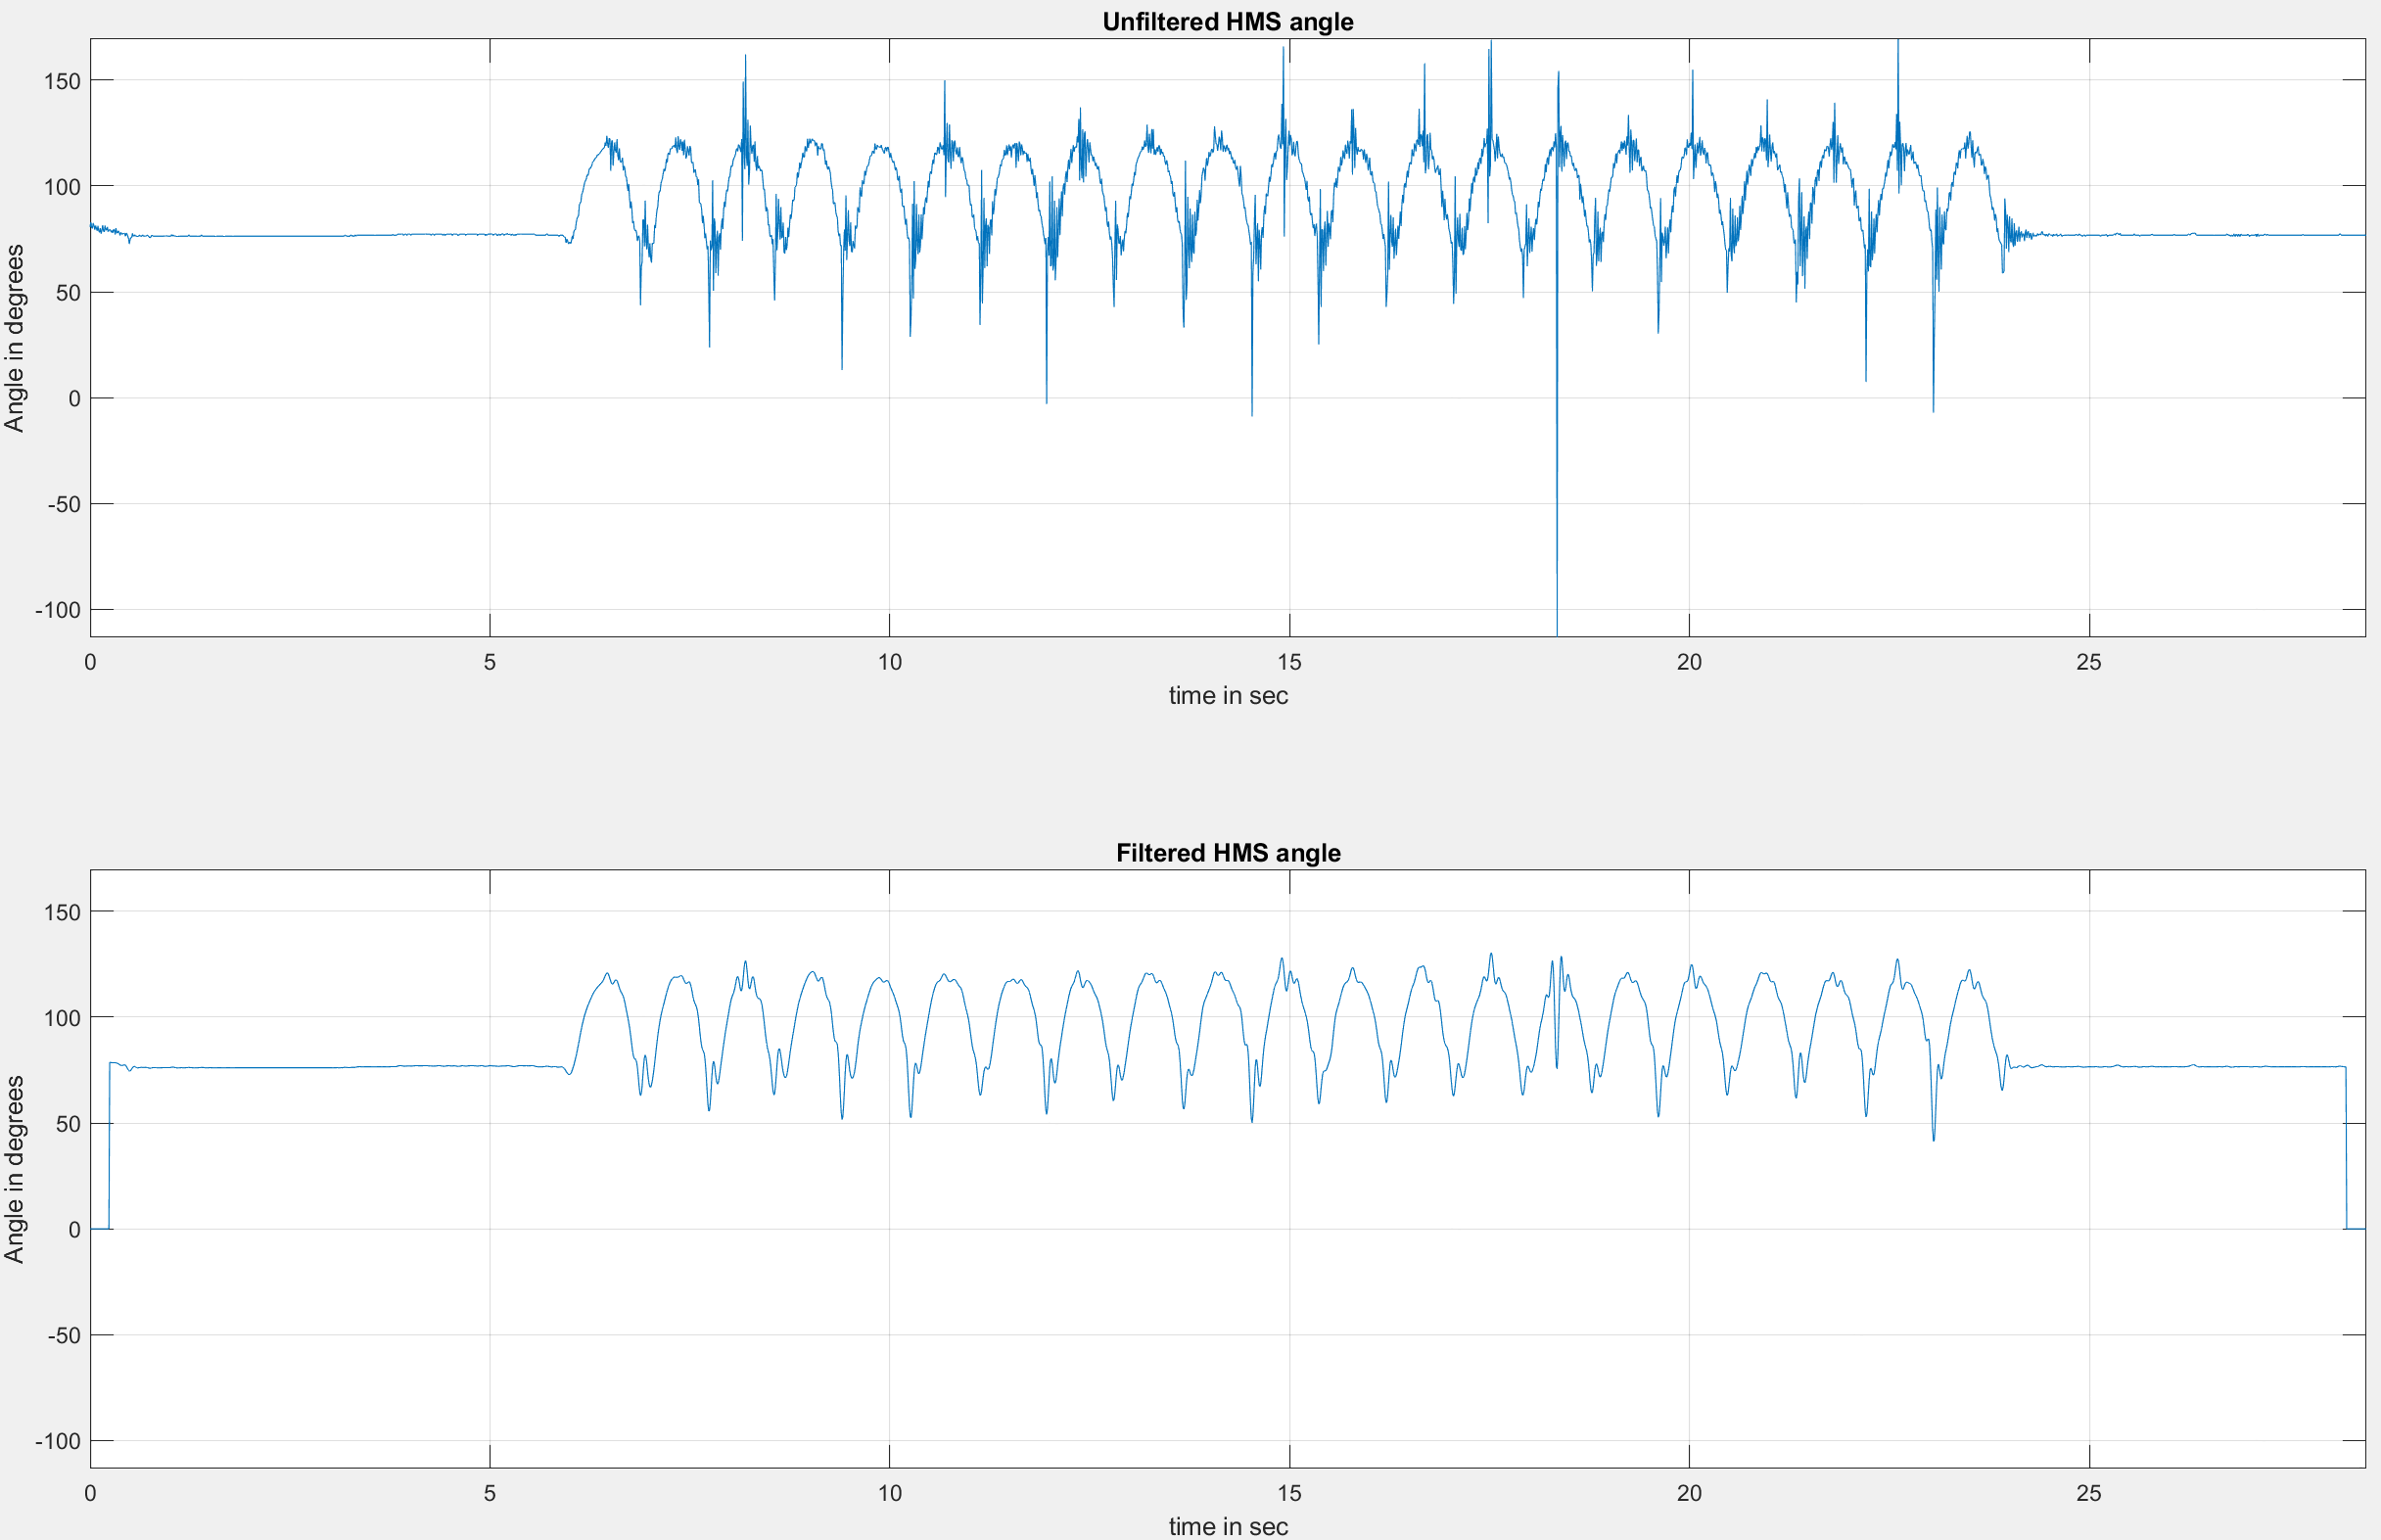 Unfiltered HMS angle
150
100
50
0
-50
-100
Angle in degrees
0 5 10 15 20 25
time in sec
Filtered HMS angle
150
100
50
0
-50
-100
Angle in degrees
0 5 10 15 20 25
time in sec